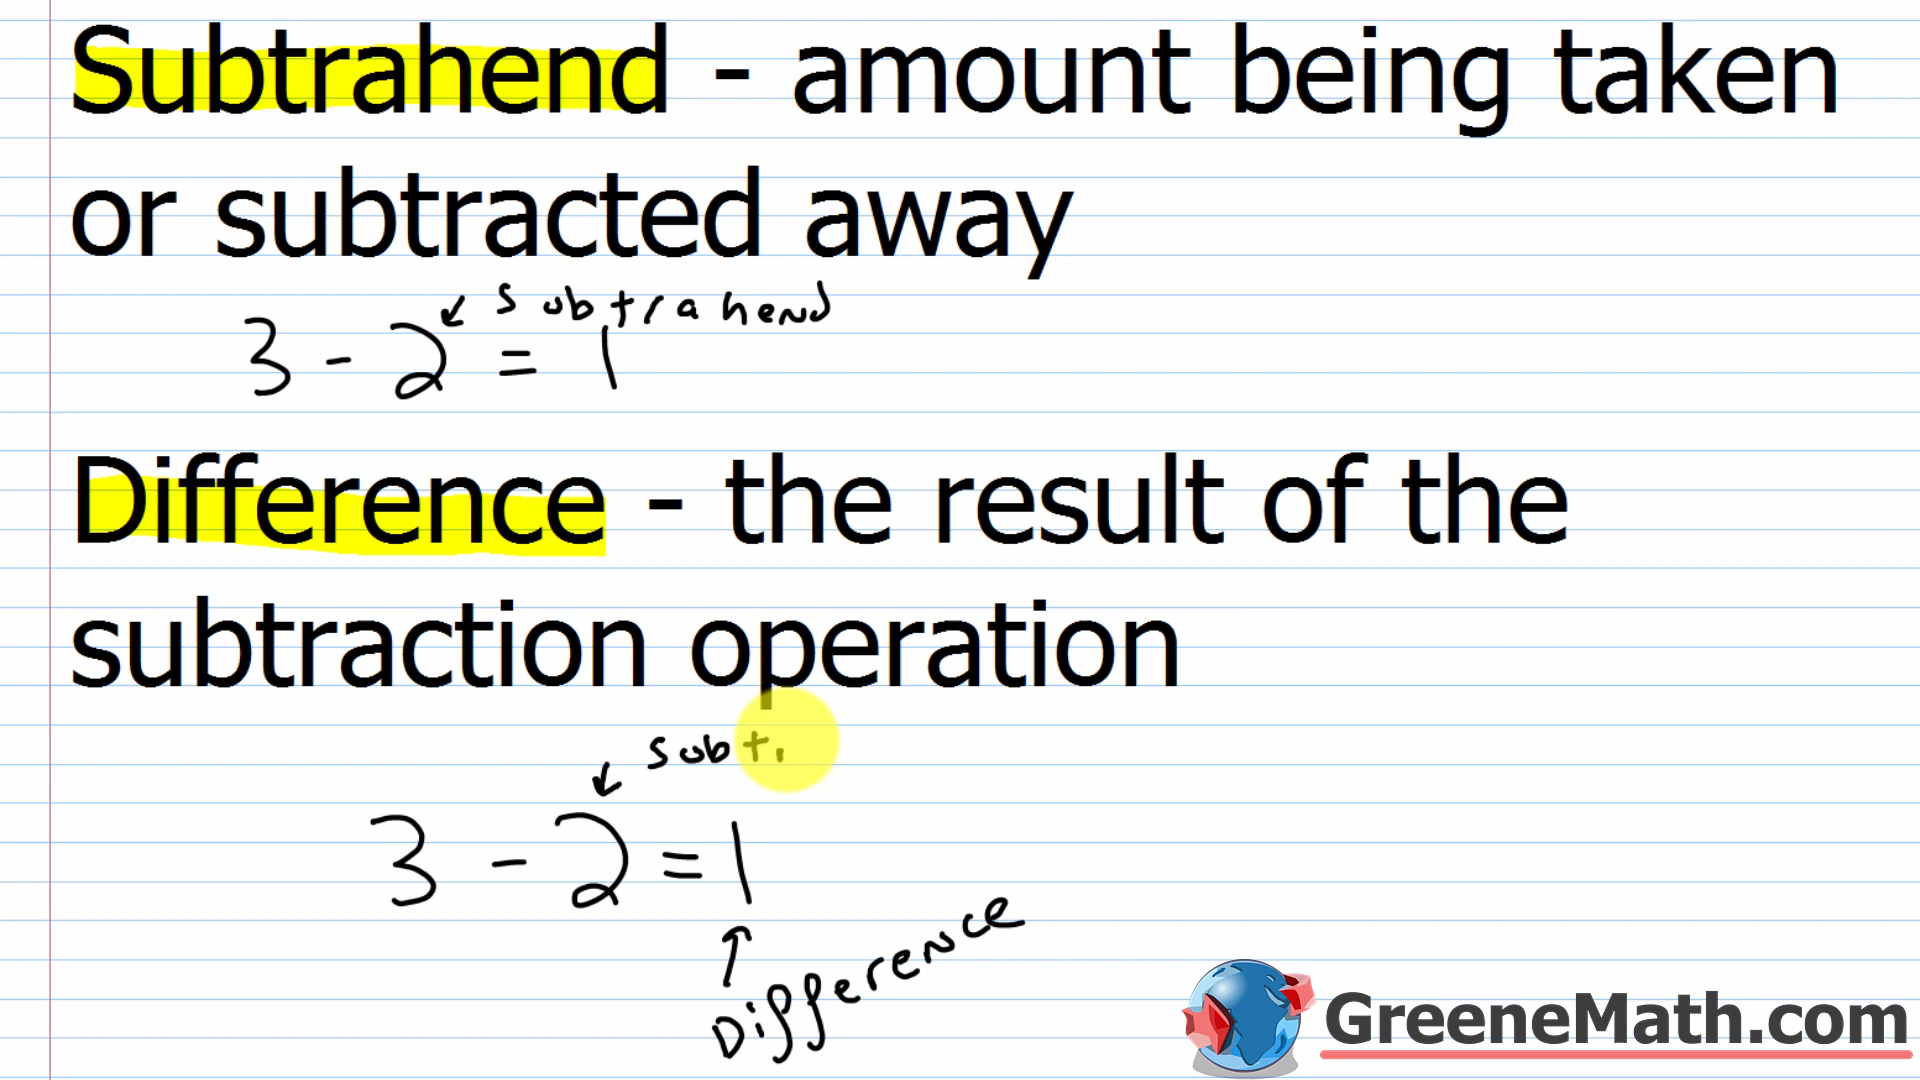 Subtrahend - amount being taken
or subtracted away
↙ subtrahend
3 - 2 = 1
Difference - the result of the
subtraction operation
↙ subtr
3 - 2 = 1
↑
Difference
GreeneMath.com